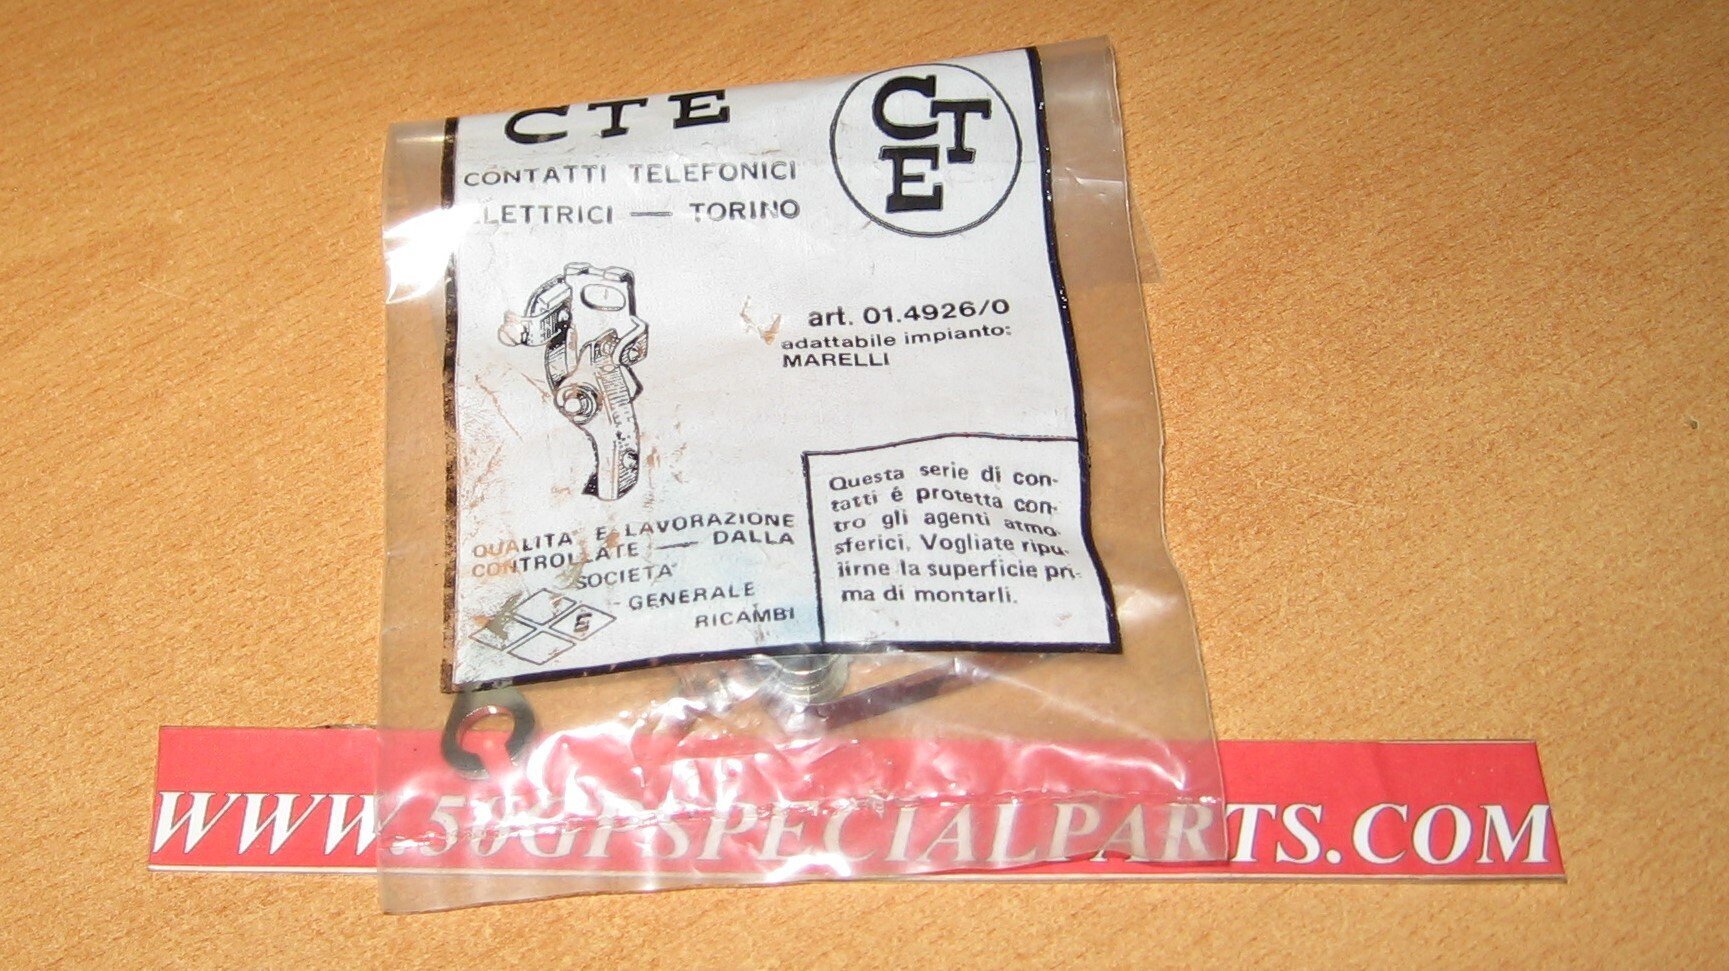 CTE
CTE
CONTATTI TELEFONICI
ELETTRICI — TORINO
art. 01.4926/0
adattabile impianto:
MARELLI
QUALITA' E LAVORAZIONE
CONTROLLATE — DALLA
SOCIETA'
GENERALE
RICAMBI
Questa serie di con-
tatti é protetta con-
tro gli agenti atmo-
sferici. Vogliate ripu-
lirne la superficie pri-
ma di montarli.
WWW.50GPSPECIALPARTS.COM